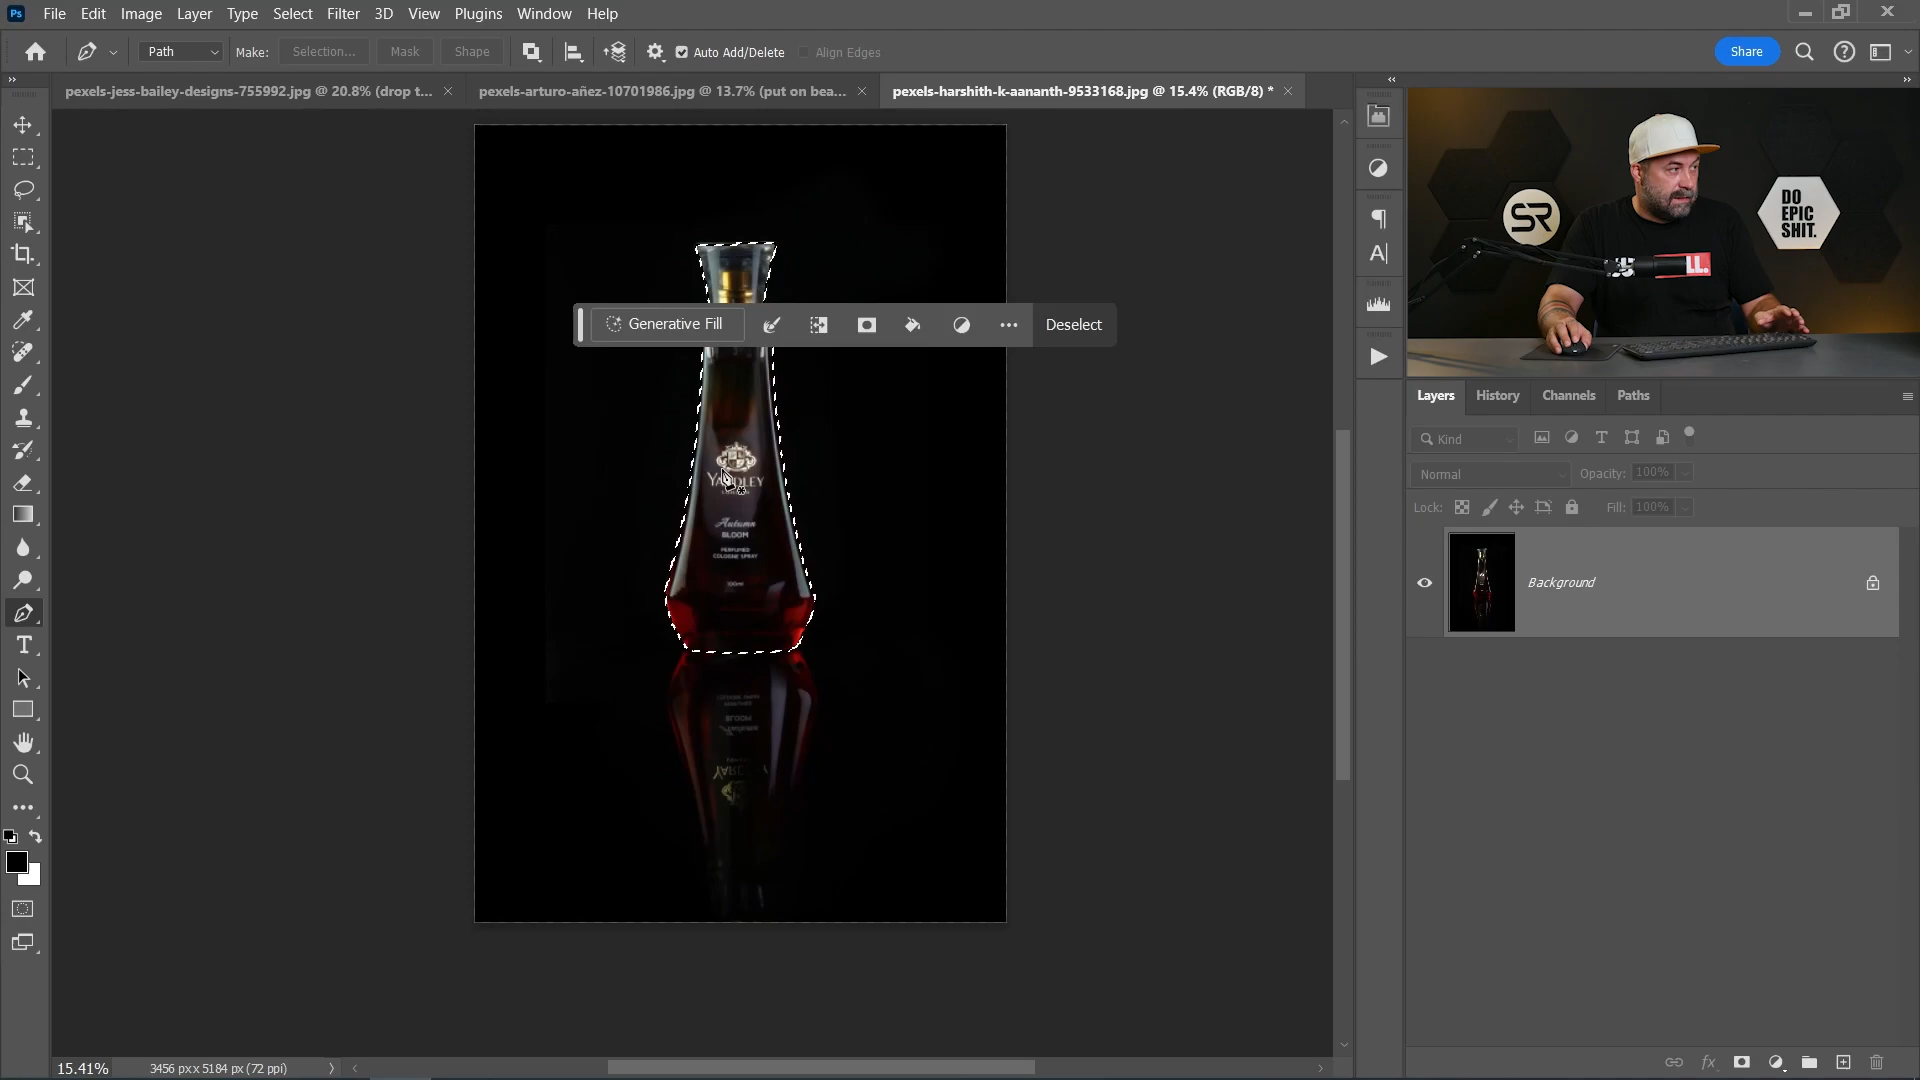 Ps File Edit Image Layer Type Select Filter 3D View Plugins Window Help
Path Make: Selection... Mask Shape Auto Add/Delete Align Edges Share
pexels-jess-bailey-designs-755992.jpg @ 20.8% (drop t... pexels-arturo-añez-10701986.jpg @ 13.7% (put on bea... pexels-harshith-k-aananth-9533168.jpg @ 15.4% (RGB/8) *
SR
DO
EPIC
SHIT.
LL.
Generative Fill Deselect
Layers History Channels Paths
Kind
Normal Opacity: 100%
Lock: Fill: 100%
Background
YARDLEY
LONDON
Autumn
BLOOM
PERFUMED
COLOGNE SPRAY
100ml
15.41% 3456 px x 5184 px (72 ppi)